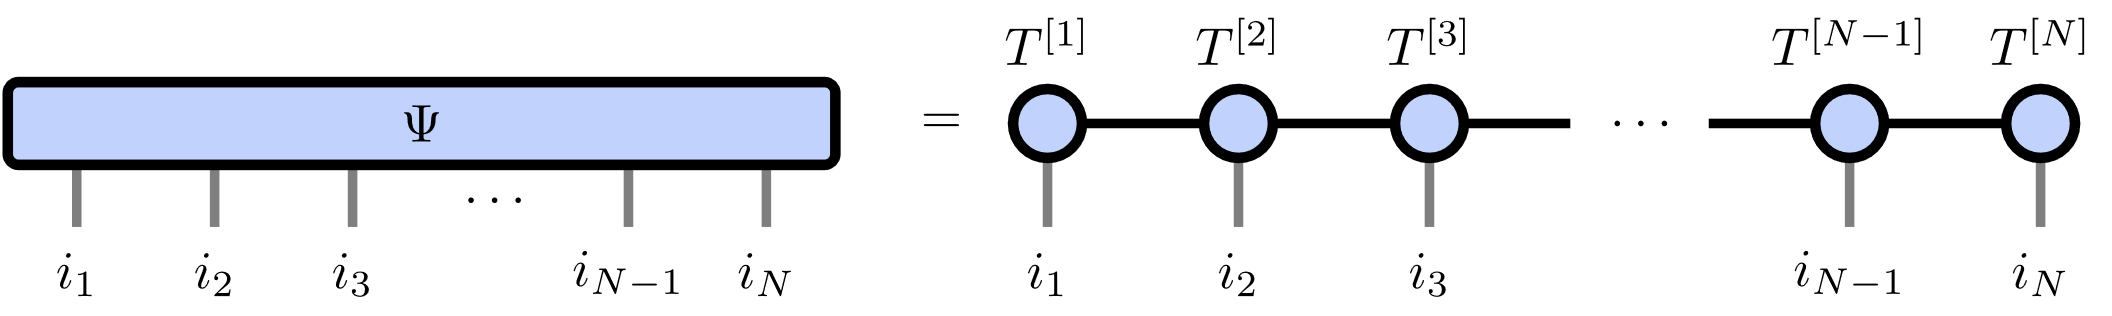 T^{[1]} T^{[2]} T^{[3]} T^{[N−1]} T^{[N]}
Ψ = ···
···
i_1 i_2 i_3 i_{N−1} i_N i_1 i_2 i_3 i_{N−1} i_N